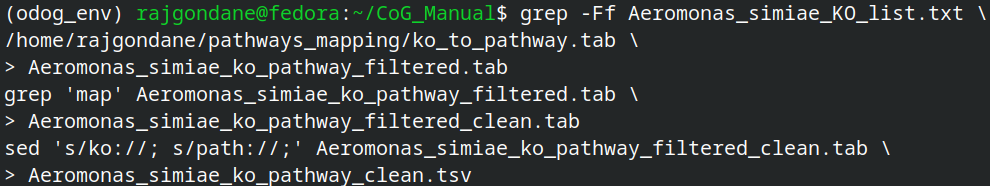 (odog_env) rajgondane@fedora:~/CoG_Manual$ grep -Ff Aeromonas_simiae_KO_list.txt \
/home/rajgondane/pathways_mapping/ko_to_pathway.tab \
> Aeromonas_simiae_ko_pathway_filtered.tab
grep 'map' Aeromonas_simiae_ko_pathway_filtered.tab \
> Aeromonas_simiae_ko_pathway_filtered_clean.tab
sed 's/ko://; s/path://;' Aeromonas_simiae_ko_pathway_filtered_clean.tab \
> Aeromonas_simiae_ko_pathway_clean.tsv